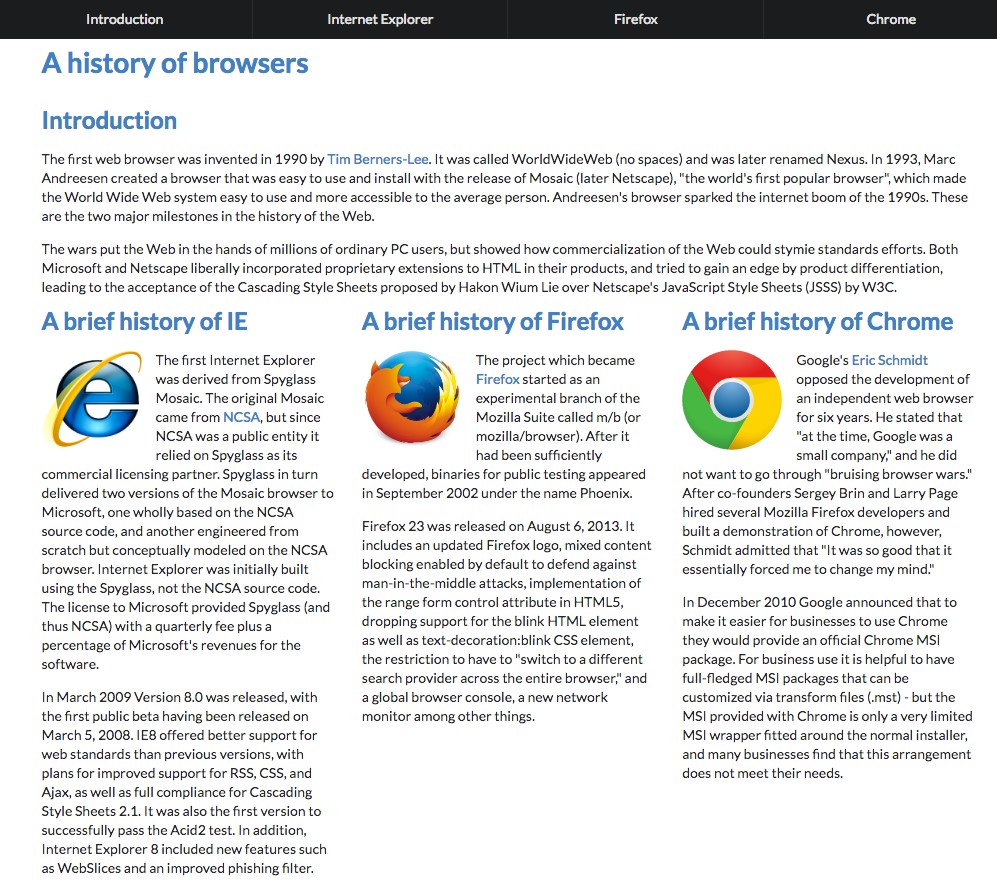 Introduction
Internet Explorer
Firefox
Chrome
A history of browsers
Introduction
The first web browser was invented in 1990 by Tim Berners-Lee. It was called WorldWideWeb (no spaces) and was later renamed Nexus. In 1993, Marc
Andreesen created a browser that was easy to use and install with the release of Mosaic (later Netscape), "the world's first popular browser", which made
the World Wide Web system easy to use and more accessible to the average person. Andreesen's browser sparked the internet boom of the 1990s. These
are the two major milestones in the history of the Web.
The wars put the Web in the hands of millions of ordinary PC users, but showed how commercialization of the Web could stymie standards efforts. Both
Microsoft and Netscape liberally incorporated proprietary extensions to HTML in their products, and tried to gain an edge by product differentiation,
leading to the acceptance of the Cascading Style Sheets proposed by Hakon Wium Lie over Netscape's JavaScript Style Sheets (JSSS) by W3C.
A brief history of IE
The first Internet Explorer
was derived from Spyglass
Mosaic. The original Mosaic
came from NCSA, but since
NCSA was a public entity it
relied on Spyglass as its
commercial licensing partner. Spyglass in turn
delivered two versions of the Mosaic browser to
Microsoft, one wholly based on the NCSA
source code, and another engineered from
scratch but conceptually modeled on the NCSA
browser. Internet Explorer was initially built
using the Spyglass, not the NCSA source code.
The license to Microsoft provided Spyglass (and
thus NCSA) with a quarterly fee plus a
percentage of Microsoft's revenues for the
software.
In March 2009 Version 8.0 was released, with
the first public beta having been released on
March 5, 2008. IE8 offered better support for
web standards than previous versions, with
plans for improved support for RSS, CSS, and
Ajax, as well as full compliance for Cascading
Style Sheets 2.1. It was also the first version to
successfully pass the Acid2 test. In addition,
Internet Explorer 8 included new features such
as WebSlices and an improved phishing filter.
A brief history of Firefox
The project which became
Firefox started as an
experimental branch of the
Mozilla Suite called m/b (or
mozilla/browser). After it
had been sufficiently
developed, binaries for public testing appeared
in September 2002 under the name Phoenix.
Firefox 23 was released on August 6, 2013. It
includes an updated Firefox logo, mixed content
blocking enabled by default to defend against
man-in-the-middle attacks, implementation of
the range form control attribute in HTML5,
dropping support for the blink HTML element
as well as text-decoration:blink CSS element,
the restriction to have to "switch to a different
search provider across the entire browser," and
a global browser console, a new network
monitor among other things.
A brief history of Chrome
Google's Eric Schmidt
opposed the development of
an independent web browser
for six years. He stated that
"at the time, Google was a
small company," and he did
not want to go through "bruising browser wars."
After co-founders Sergey Brin and Larry Page
hired several Mozilla Firefox developers and
built a demonstration of Chrome, however,
Schmidt admitted that "It was so good that it
essentially forced me to change my mind."
In December 2010 Google announced that to
make it easier for businesses to use Chrome
they would provide an official Chrome MSI
package. For business use it is helpful to have
full-fledged MSI packages that can be
customized via transform files (.mst) - but the
MSI provided with Chrome is only a very limited
MSI wrapper fitted around the normal installer,
and many businesses find that this arrangement
does not meet their needs.